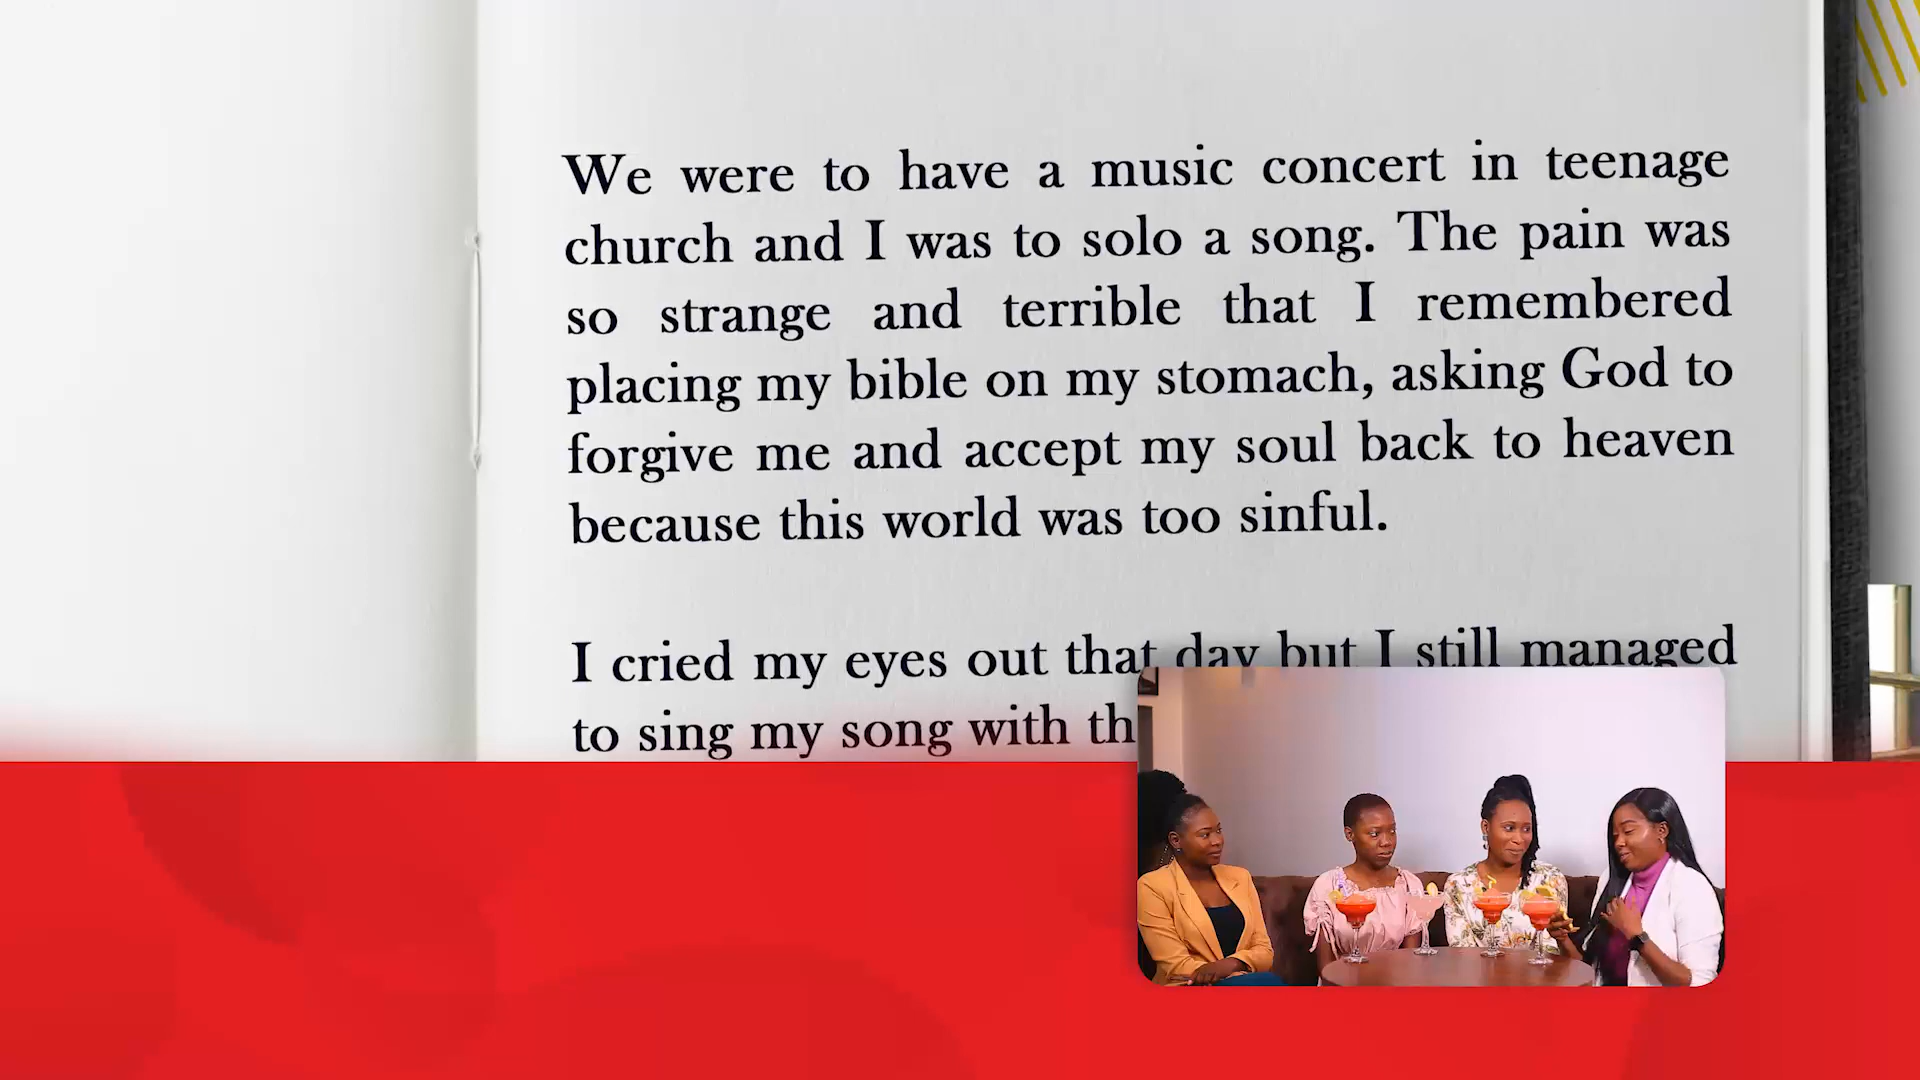 We were to have a music concert in teenage
church and I was to solo a song. The pain was
so strange and terrible that I remembered
placing my bible on my stomach, asking God to
forgive me and accept my soul back to heaven
because this world was too sinful.
I cried my eyes out that day but I still managed
to sing my song with